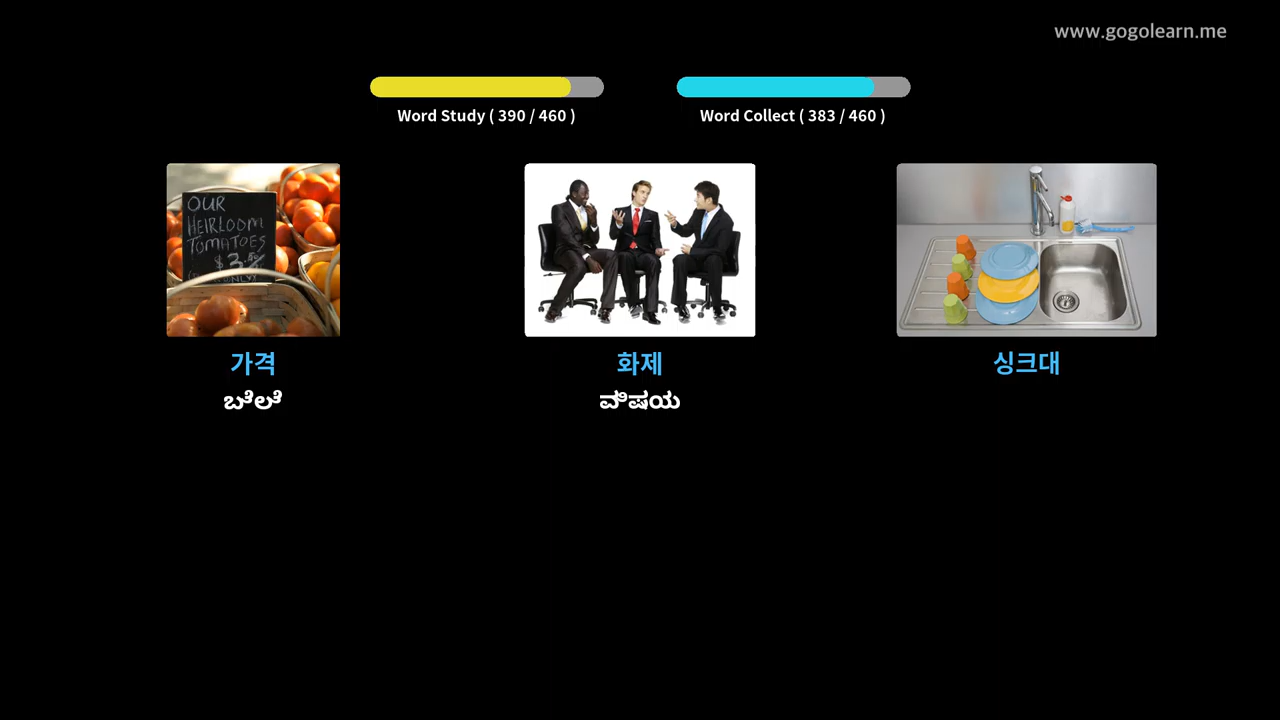 www.gogolearn.me
Word Study ( 390 / 460 )
Word Collect ( 383 / 460 )
OUR
HEIRLOOM
TOMATOES
가격
화제
싱크대
ಬೆಲೆ
ವಿಷಯ